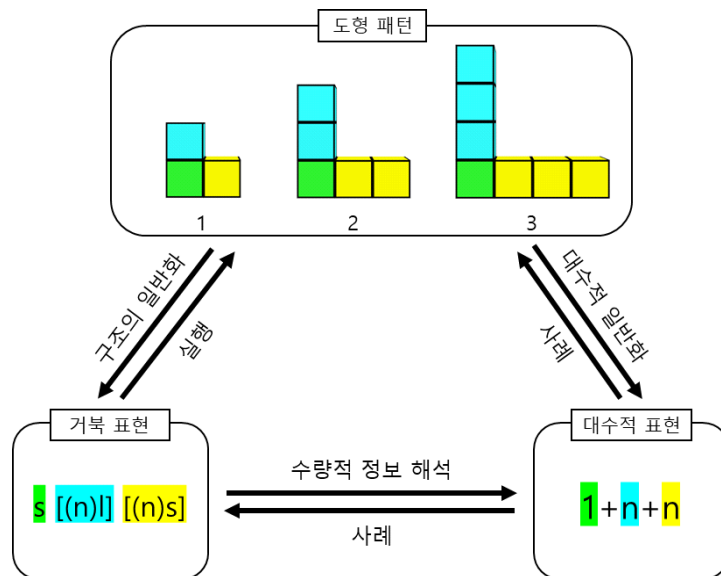 도형 패턴
1 2 3
구조의 일반화
실행
대수적 일반화
사례
거북 표현
s [(n)l] [(n)s]
수량적 정보 해석
사례
대수적 표현
1+n+n